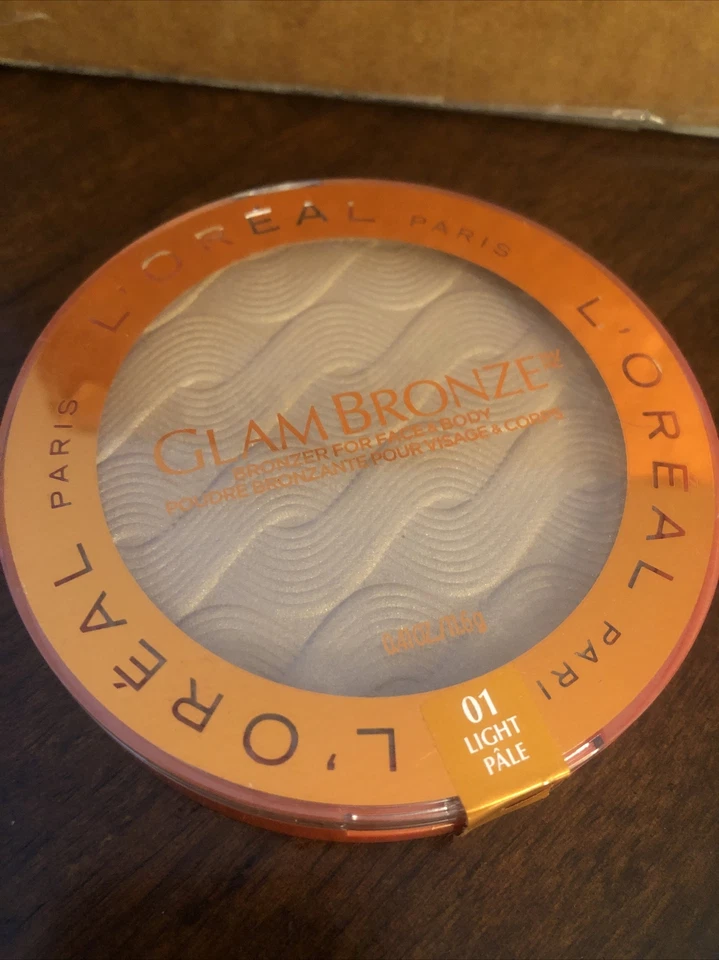 L'ORÉAL PARIS
L'ORÉAL PARIS
L'ORÉAL PARIS
GLAM BRONZE™
BRONZER FOR FACE & BODY
POUDRE BRONZANTE POUR VISAGE & CORPS
01
LIGHT
PÂLE